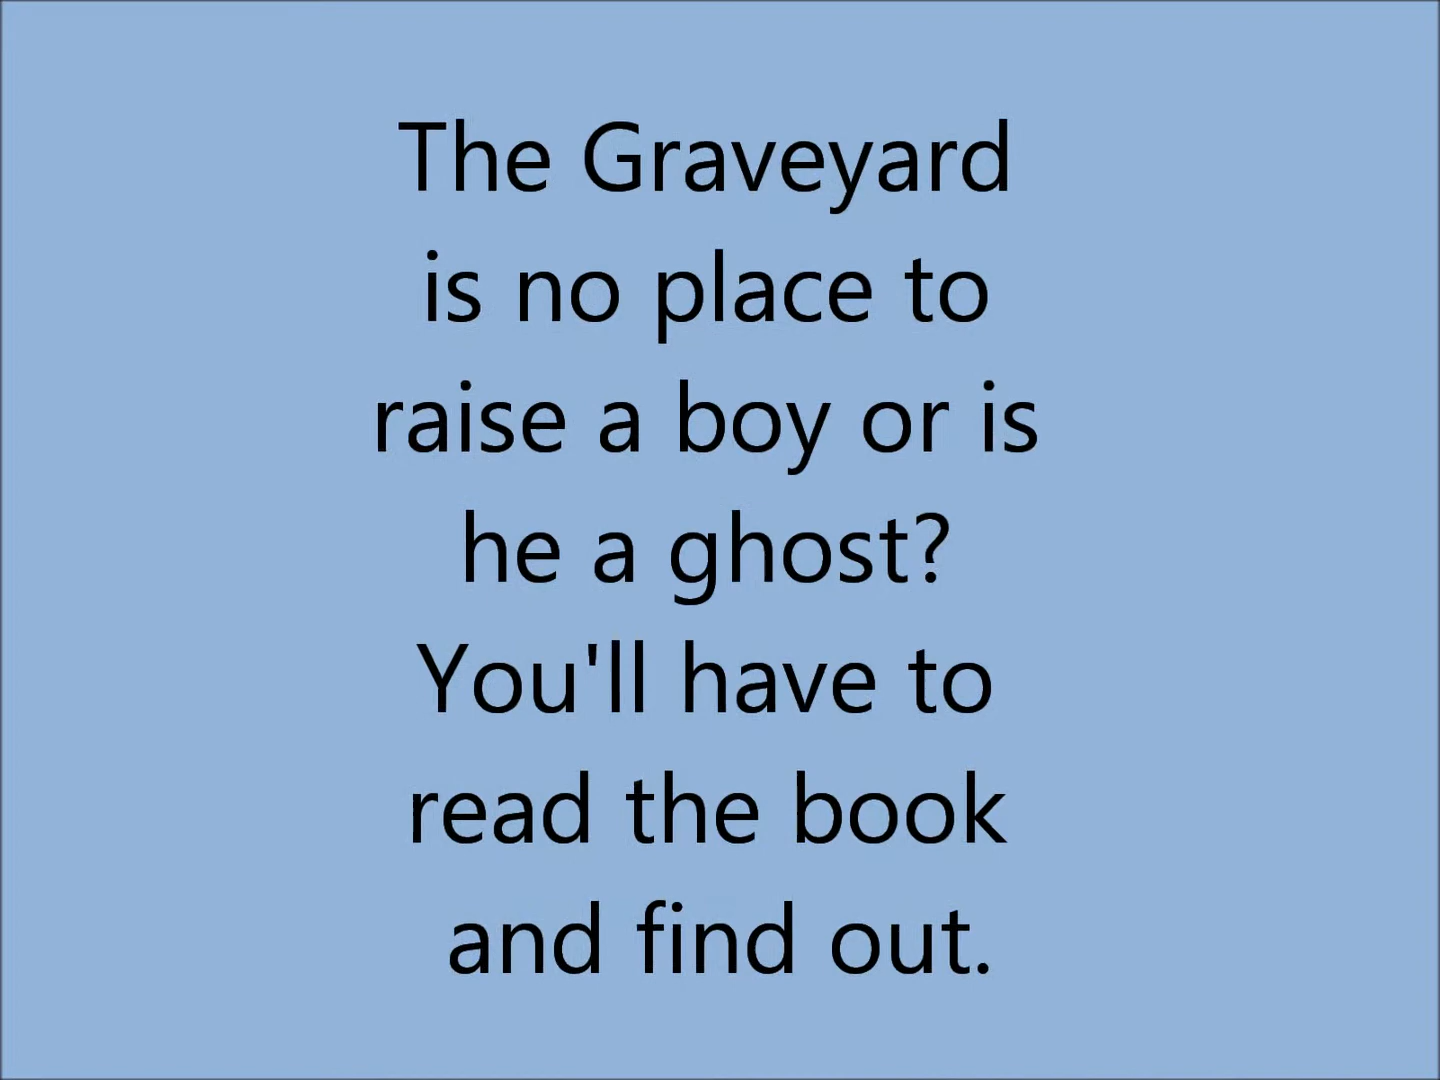 The Graveyard
is no place to
raise a boy or is
he a ghost?
You'll have to
read the book
and find out.